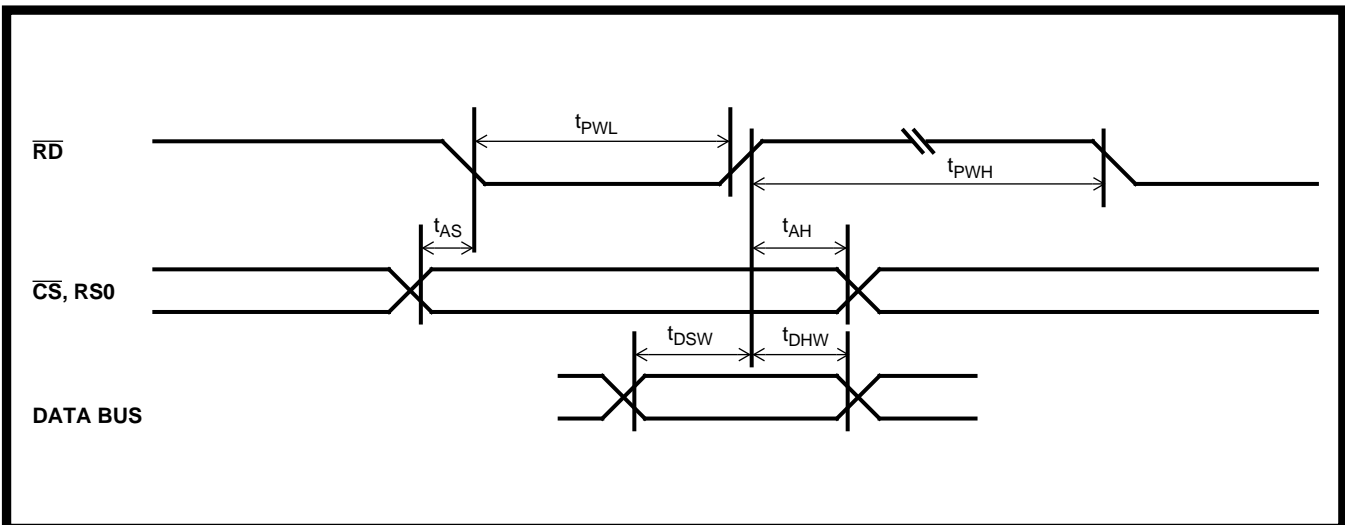 tPWL
RD
tPWH
tAS
tAH
CS, RS0
tDSW
tDHW
DATA BUS